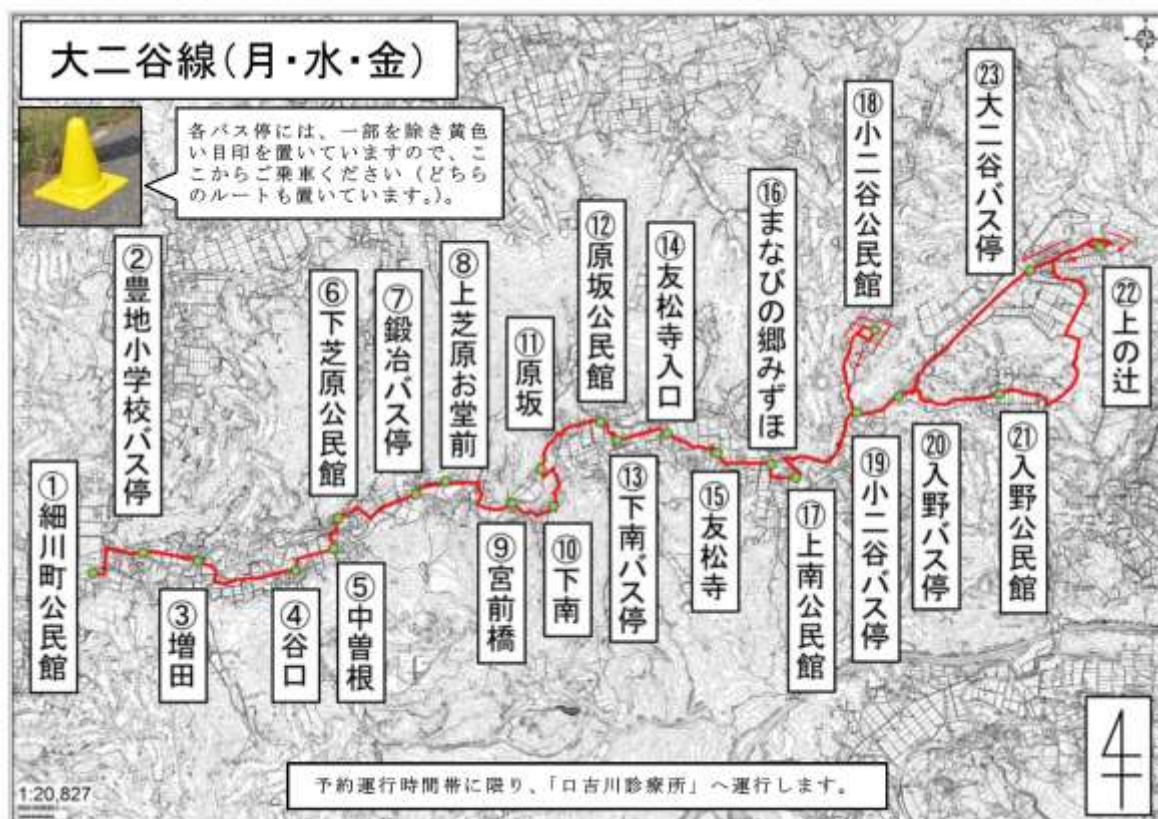 大二谷線(月・水・金)
各バス停には、一部を除き黄色
い目印を置いていますので、こ
こからご乗車ください(どちら
のルートも置いています。)。
①細川町公民館
②豊地小学校バス停
③増田
④谷口
⑤中曽根
⑥下芝原公民館
⑦鍛冶バス停
⑧上芝原お堂前
⑨宮前橋
⑩下南
⑪原坂
⑫原坂公民館
⑬下南バス停
⑭友松寺入口
⑮友松寺
⑯まなびの郷みずほ
⑰上南公民館
⑱小二谷公民館
⑲小二谷バス停
⑳入野バス停
㉑入野公民館
㉒上の辻
㉓大二谷バス停
予約運行時間帯に限り、「口吉川診療所」へ運行します。
1:20,827